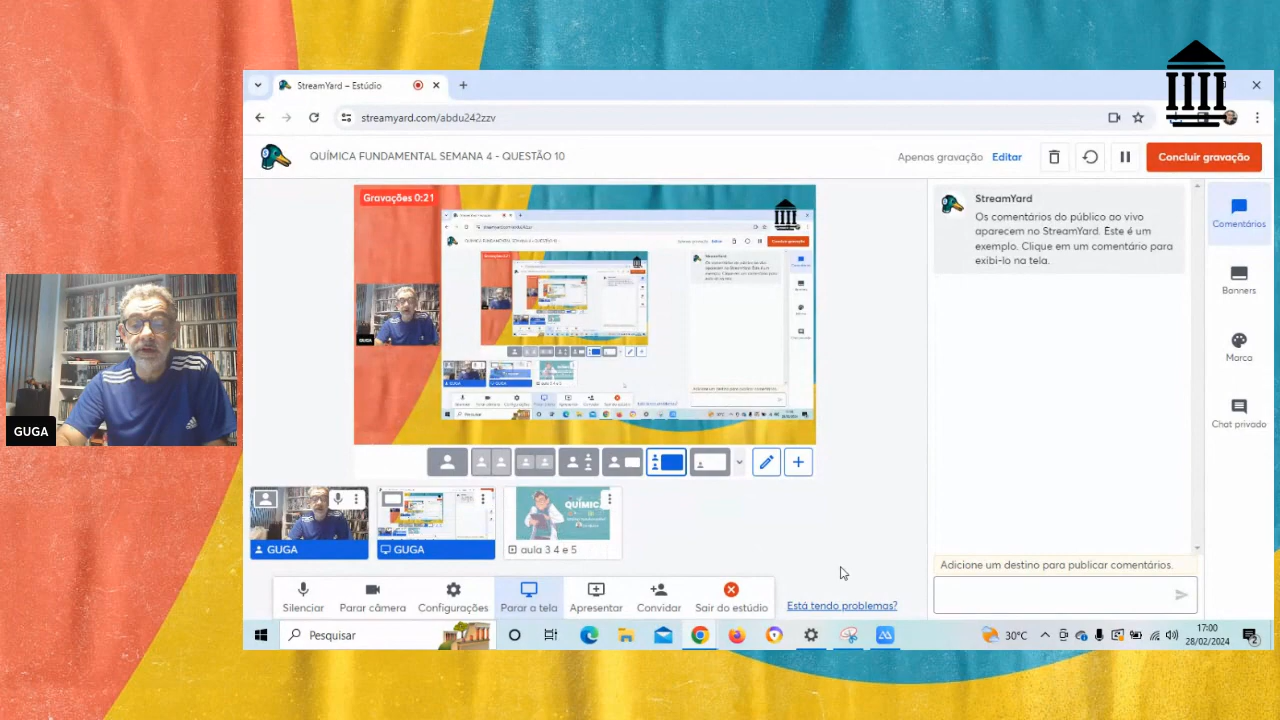 StreamYard – Estúdio
streamyard.com/abdu242zzv
QUÍMICA FUNDAMENTAL SEMANA 4 - QUESTÃO 10
Apenas gravação Editar
Concluir gravação
Gravações 0:21
StreamYard
Os comentários do público ao vivo
aparecem no StreamYard. Este é um
exemplo. Clique em um comentário para
exibi-lo na tela.
Comentários
Banners
Marca
Chat privado
GUGA
GUGA
GUGA
GUGA
QUÍMICA
aula 3 4 e 5
Adicione um destino para publicar comentários.
Silenciar
Parar câmera
Configurações
Parar a tela
Apresentar
Convidar
Sair do estúdio
Está tendo problemas?
Pesquisar
30°C
17:00
28/02/2024
2